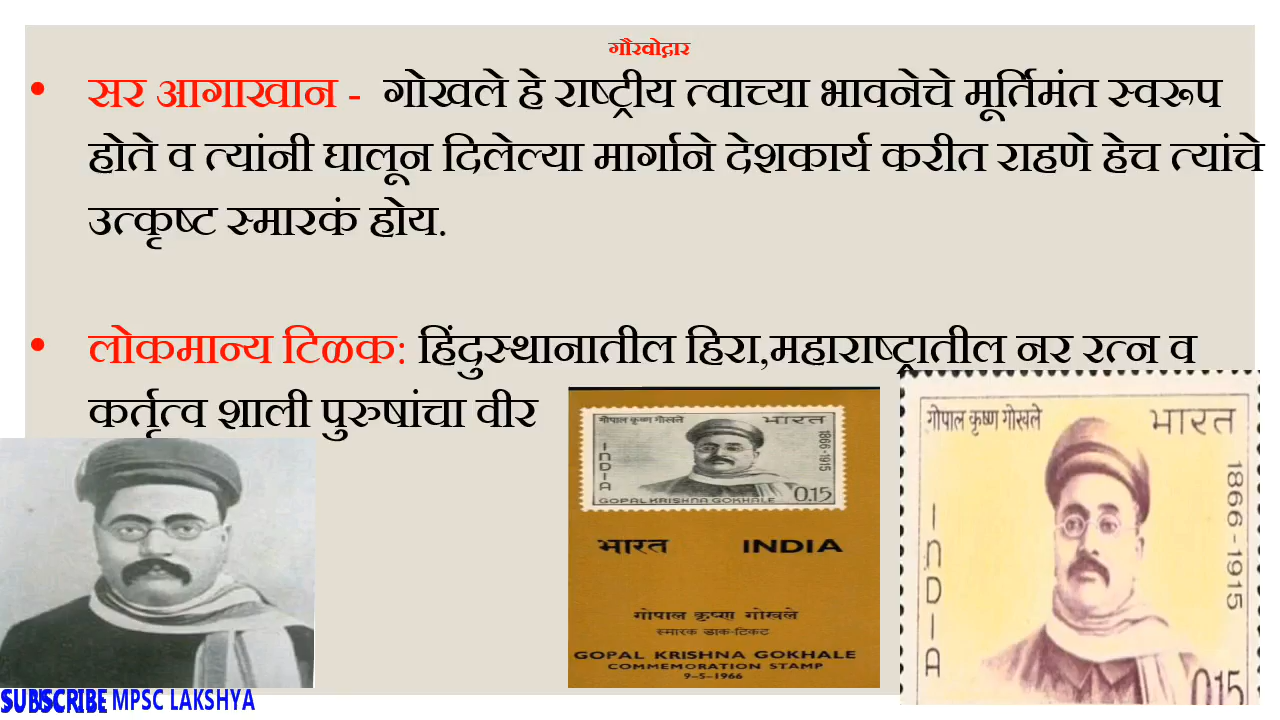 गौरवोद्गार
• सर आगाखान - गोखले हे राष्ट्रीय त्वाच्या भावनेचे मूर्तिमंत स्वरूप
होते व त्यांनी घालून दिलेल्या मार्गाने देशकार्य करीत राहणे हेच त्यांचे
उत्कृष्ट स्मारकं होय.
• लोकमान्य टिळक: हिंदुस्थानातील हिरा,महाराष्ट्रातील नर रत्न व
कर्तृत्व शाली पुरुषांचा वीर
गोपाल कृष्ण गोखले भारत
1866-1915
INDIA
GOPAL KRISHNA GOKHALE 0.15
भारत INDIA
गोपाल कृष्ण गोखले
स्मारक डाक-टिकट
GOPAL KRISHNA GOKHALE
COMMEMORATION STAMP
9-5-1966
गोपाल कृष्ण गोखले भारत
1866-1915
INDIA
0.15
SUBSCRIBE MPSC LAKSHYA